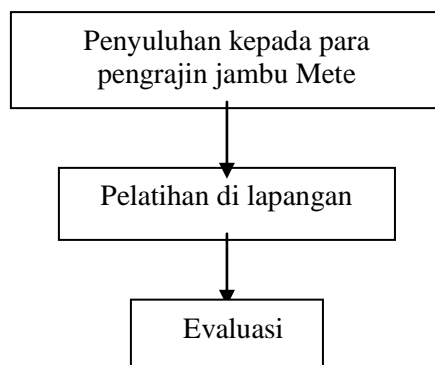 Penyuluhan kepada para
pengrajin jambu Mete
Pelatihan di lapangan
Evaluasi